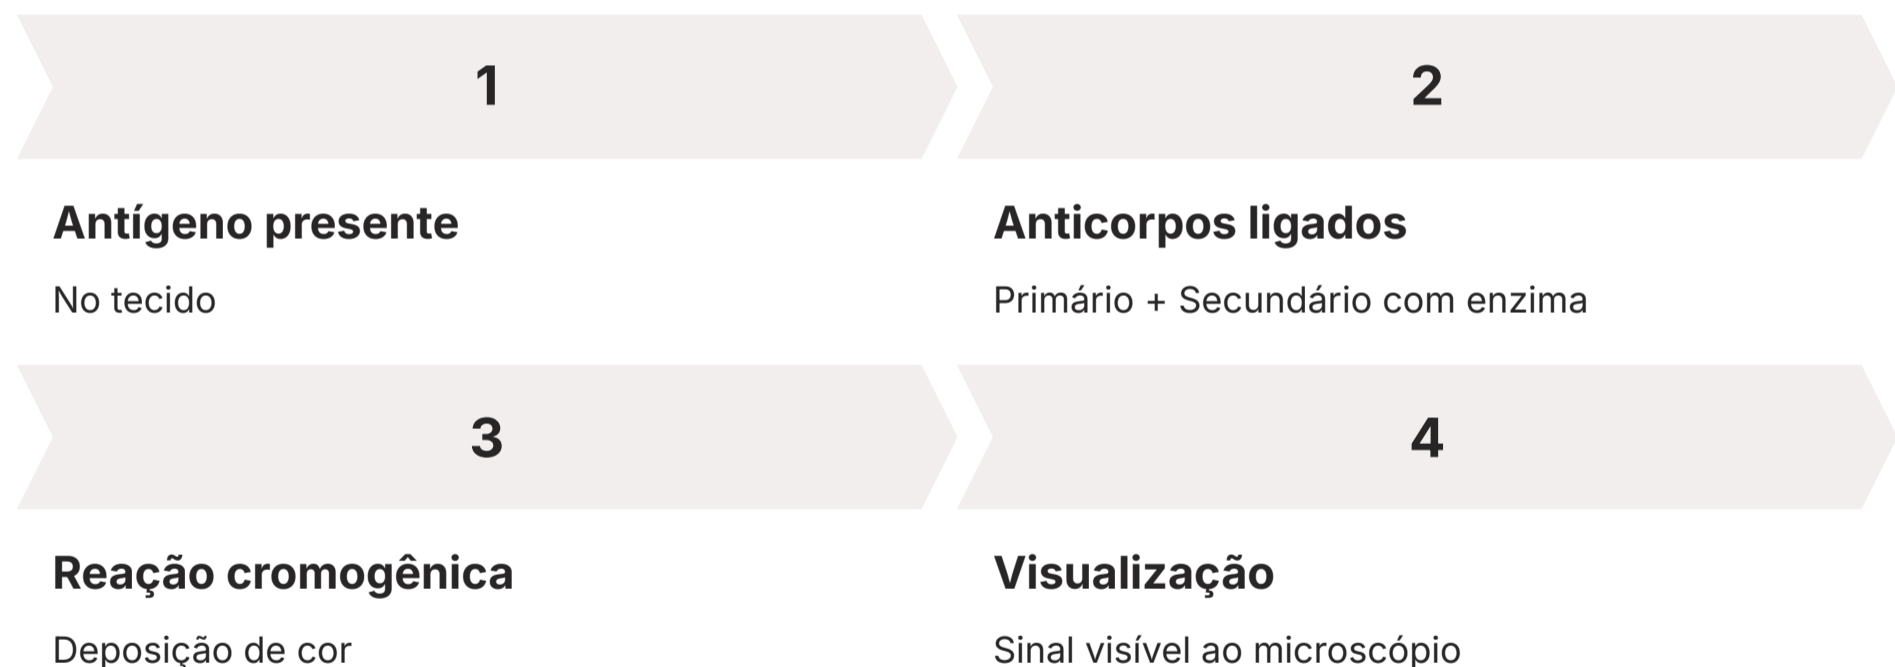 1
2
Antígeno presente
No tecido
Anticorpos ligados
Primário + Secundário com enzima
3
4
Reação cromogênica
Deposição de cor
Visualização
Sinal visível ao microscópio